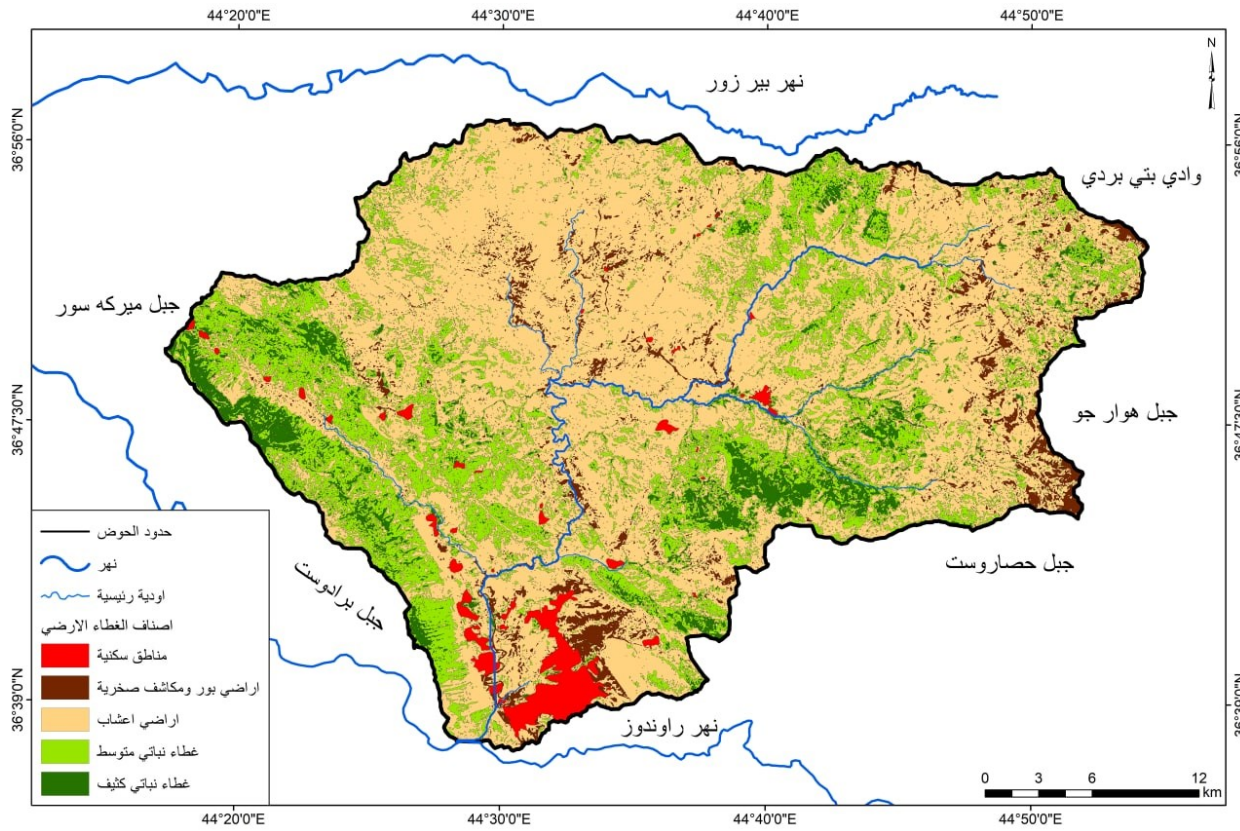 44°20'0"E
44°30'0"E
44°40'0"E
44°50'0"E
N
36°56'0"N
36°56'0"N
نهر بير زور
وادي بتي بردي
جبل ميركه سور
جبل هوار جو
36°47'30"N
36°47'30"N
جبل حصاروست
جبل برادوست
نهر راوندوز
36°39'0"N
36°39'0"N
حدود الحوض
نهر
اودية رئيسية
اصناف الغطاء الارضي
مناطق سكنية
اراضي بور ومكاشف صخرية
اراضي اعشاب
غطاء نباتي متوسط
غطاء نباتي كثيف
0 3 6 12
km
44°20'0"E
44°30'0"E
44°40'0"E
44°50'0"E